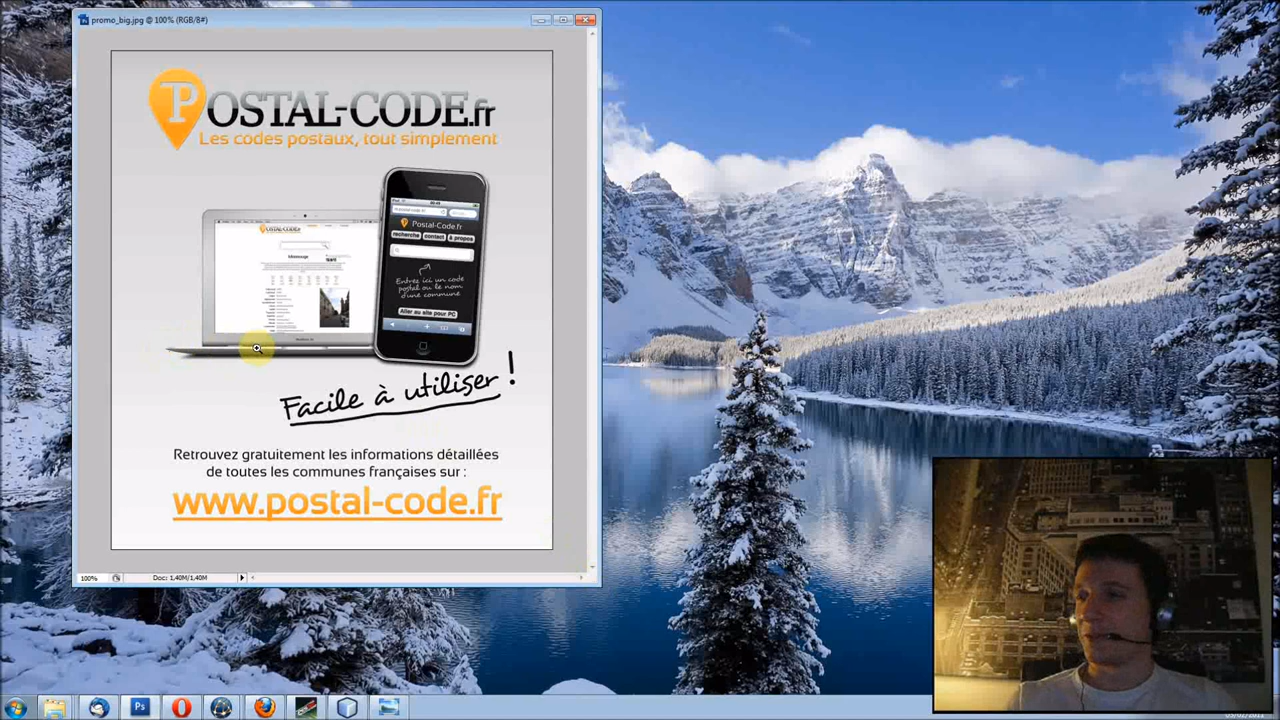 promo_big.jpg @ 100% (RGB/8#)
POSTAL-CODE.fr
Les codes postaux, tout simplement
POSTAL-CODE
Postal-Code.fr
recherche contact à propos
Entrez ici un code
postal ou le nom
d'une commune
Aller au site pour PC
Facile à utiliser !
Retrouvez gratuitement les informations détaillées
de toutes les communes françaises sur :
www.postal-code.fr
100% Doc: 1,40M/1,40M
Ps